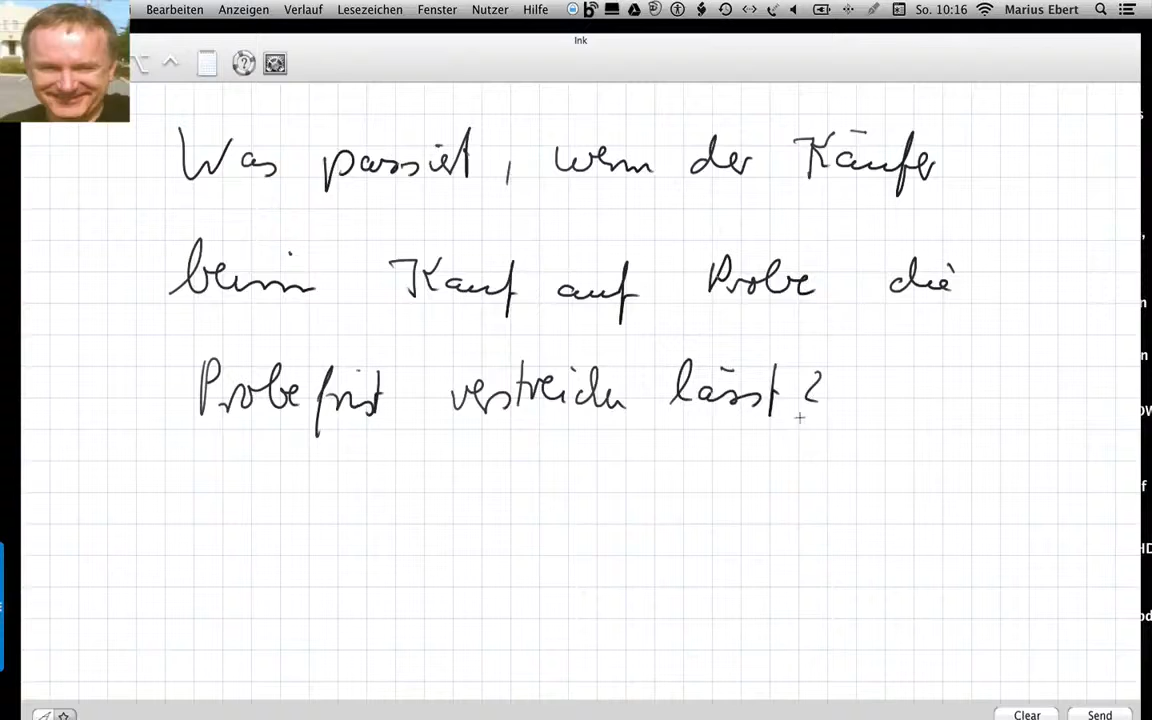 Bearbeiten Anzeigen Verlauf Lesezeichen Fenster Nutzer Hilfe So. 10:16 Marius Ebert
Ink
Was passiert, wenn der Käufer
beim Kauf auf Probe die
Probefrist verstreichen lässt?
Clear Send